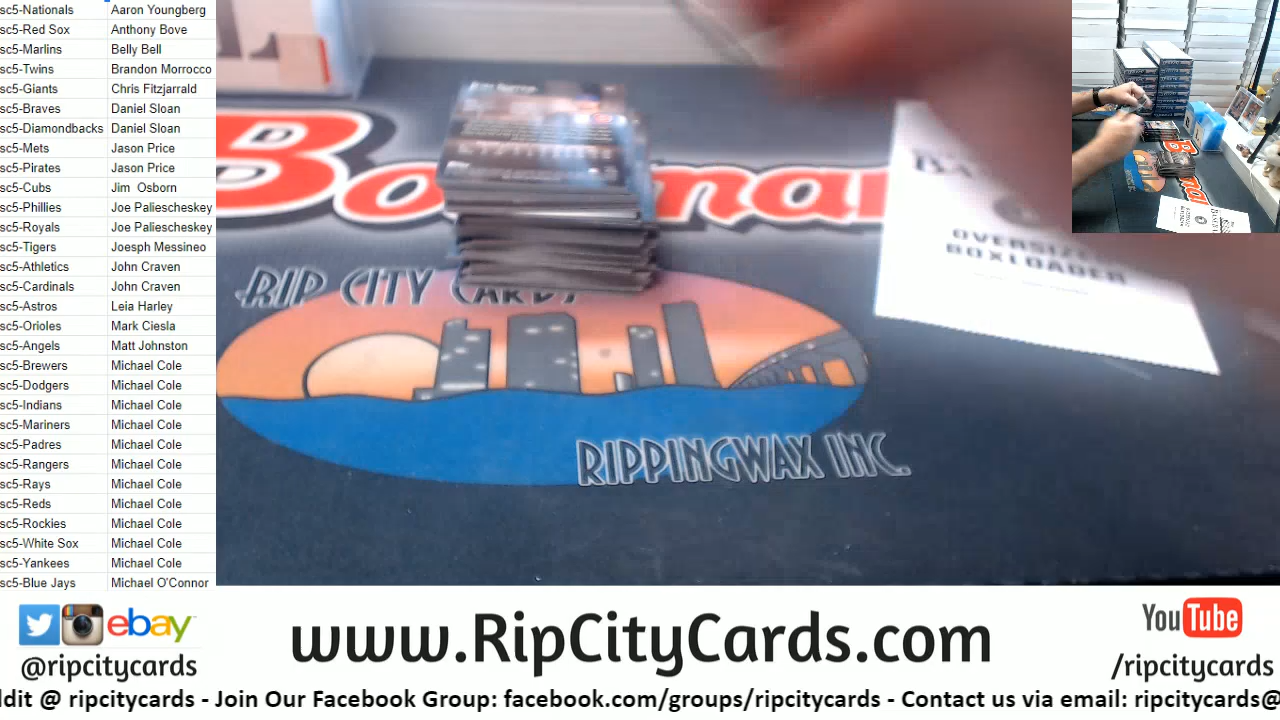 sc5-Nationals Aaron Youngberg
sc5-Red Sox Anthony Bove
sc5-Marlins Belly Bell
sc5-Twins Brandon Morrocco
sc5-Giants Chris Fitzjarrald
sc5-Braves Daniel Sloan
sc5-Diamondbacks Daniel Sloan
sc5-Mets Jason Price
sc5-Pirates Jason Price
sc5-Cubs Jim Osborn
sc5-Phillies Joe Paliescheskey
sc5-Royals Joe Paliescheskey
sc5-Tigers Joesph Messineo
sc5-Athletics John Craven
sc5-Cardinals John Craven
sc5-Astros Leia Harley
sc5-Orioles Mark Ciesla
sc5-Angels Matt Johnston
sc5-Brewers Michael Cole
sc5-Dodgers Michael Cole
sc5-Indians Michael Cole
sc5-Mariners Michael Cole
sc5-Padres Michael Cole
sc5-Rangers Michael Cole
sc5-Rays Michael Cole
sc5-Reds Michael Cole
sc5-Rockies Michael Cole
sc5-White Sox Michael Cole
sc5-Yankees Michael Cole
sc5-Blue Jays Michael O'Connor
OVERSIZE
BOXLOADER
RIP CITY CARDS
RIPPINGWAX INC.
ebay
@ripcitycards
www.RipCityCards.com
YouTube
/ripcitycards
ddit @ ripcitycards - Join Our Facebook Group: facebook.com/groups/ripcitycards - Contact us via email: ripcitycards@